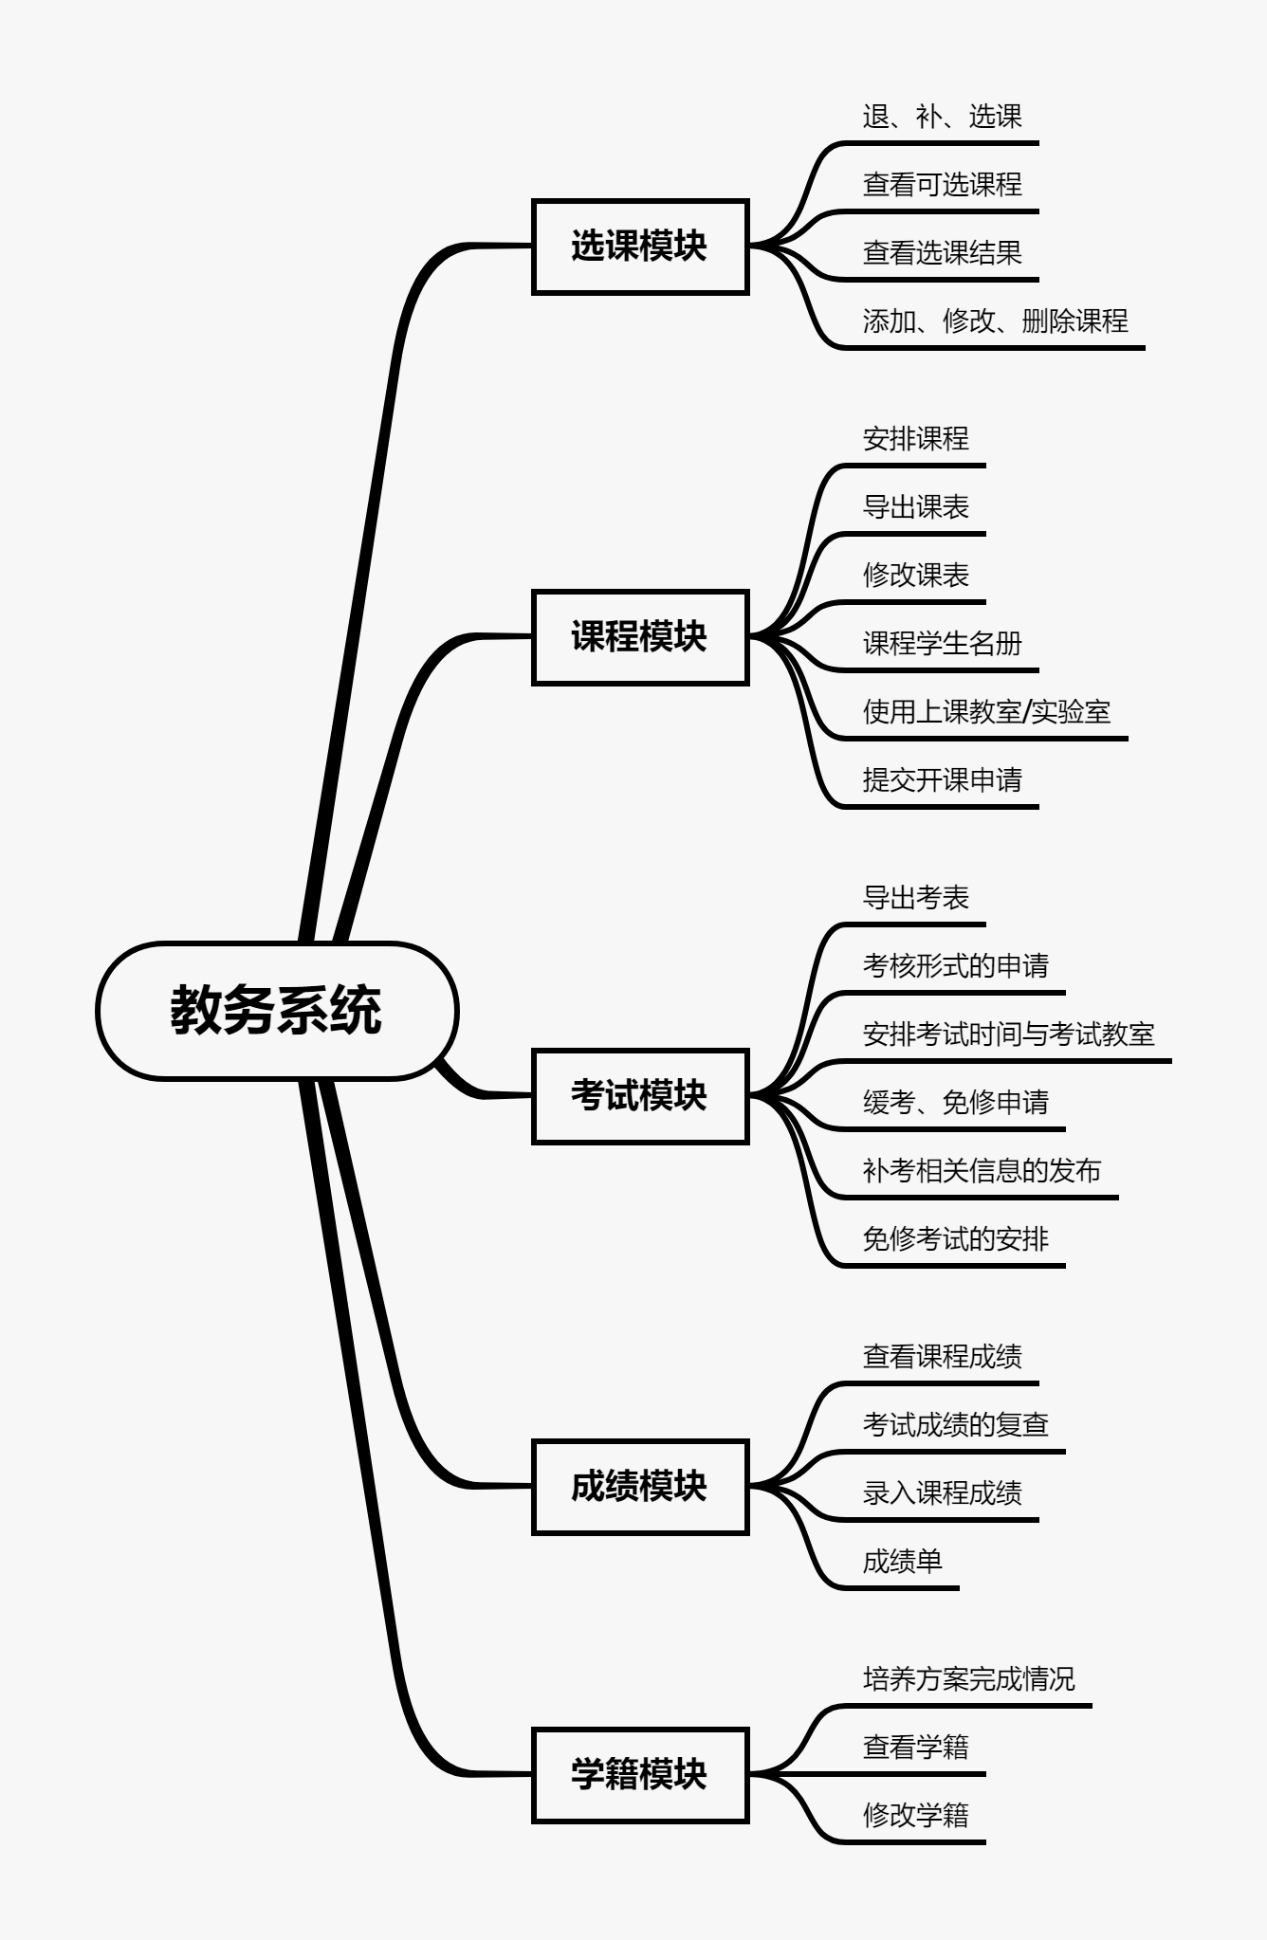 教务系统
选课模块
退、补、选课
查看可选课程
查看选课结果
添加、修改、删除课程
课程模块
安排课程
导出课表
修改课表
课程学生名册
使用上课教室/实验室
提交开课申请
考试模块
导出考表
考核形式的申请
安排考试时间与考试教室
缓考、免修申请
补考相关信息的发布
免修考试的安排
成绩模块
查看课程成绩
考试成绩的复查
录入课程成绩
成绩单
学籍模块
培养方案完成情况
查看学籍
修改学籍